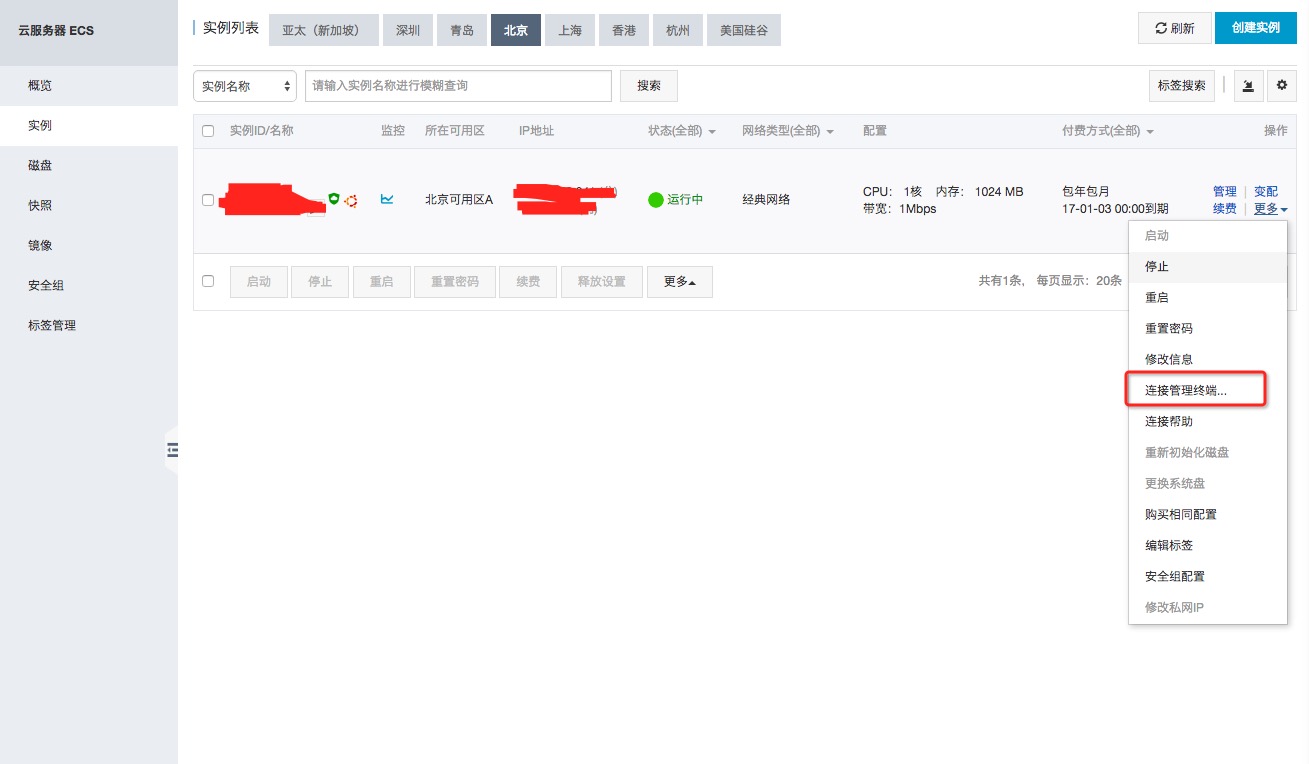 云服务器 ECS
概览
实例
磁盘
快照
镜像
安全组
标签管理
实例列表 亚太（新加坡） 深圳 青岛 北京 上海 香港 杭州 美国硅谷 刷新 创建实例
实例名称 请输入实例名称进行模糊查询 搜索 标签搜索
实例ID/名称 监控 所在可用区 IP地址 状态(全部) 网络类型(全部) 配置 付费方式(全部) 操作
北京可用区A 运行中 经典网络
CPU： 1核 内存： 1024 MB
带宽：1Mbps
包年包月
17-01-03 00:00到期
管理 | 变配
续费 | 更多
启动 停止 重启 重置密码 续费 释放设置 更多 共有1条， 每页显示：20条
启动
停止
重启
重置密码
修改信息
连接管理终端...
连接帮助
重新初始化磁盘
更换系统盘
购买相同配置
编辑标签
安全组配置
修改私网IP